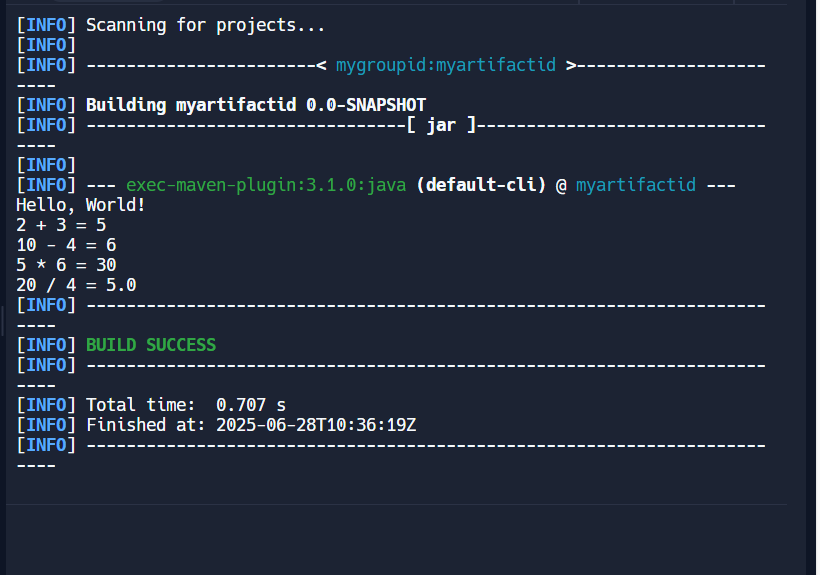 [INFO] Scanning for projects...
[INFO]
[INFO] -----------------------< mygroupid:myartifactid >-------------------
----
[INFO] Building myartifactid 0.0-SNAPSHOT
[INFO] --------------------------------[ jar ]-----------------------------
----
[INFO]
[INFO] --- exec-maven-plugin:3.1.0:java (default-cli) @ myartifactid ---
Hello, World!
2 + 3 = 5
10 - 4 = 6
5 * 6 = 30
20 / 4 = 5.0
[INFO] --------------------------------------------------------------------
----
[INFO] BUILD SUCCESS
[INFO] --------------------------------------------------------------------
----
[INFO] Total time:  0.707 s
[INFO] Finished at: 2025-06-28T10:36:19Z
[INFO] --------------------------------------------------------------------
----